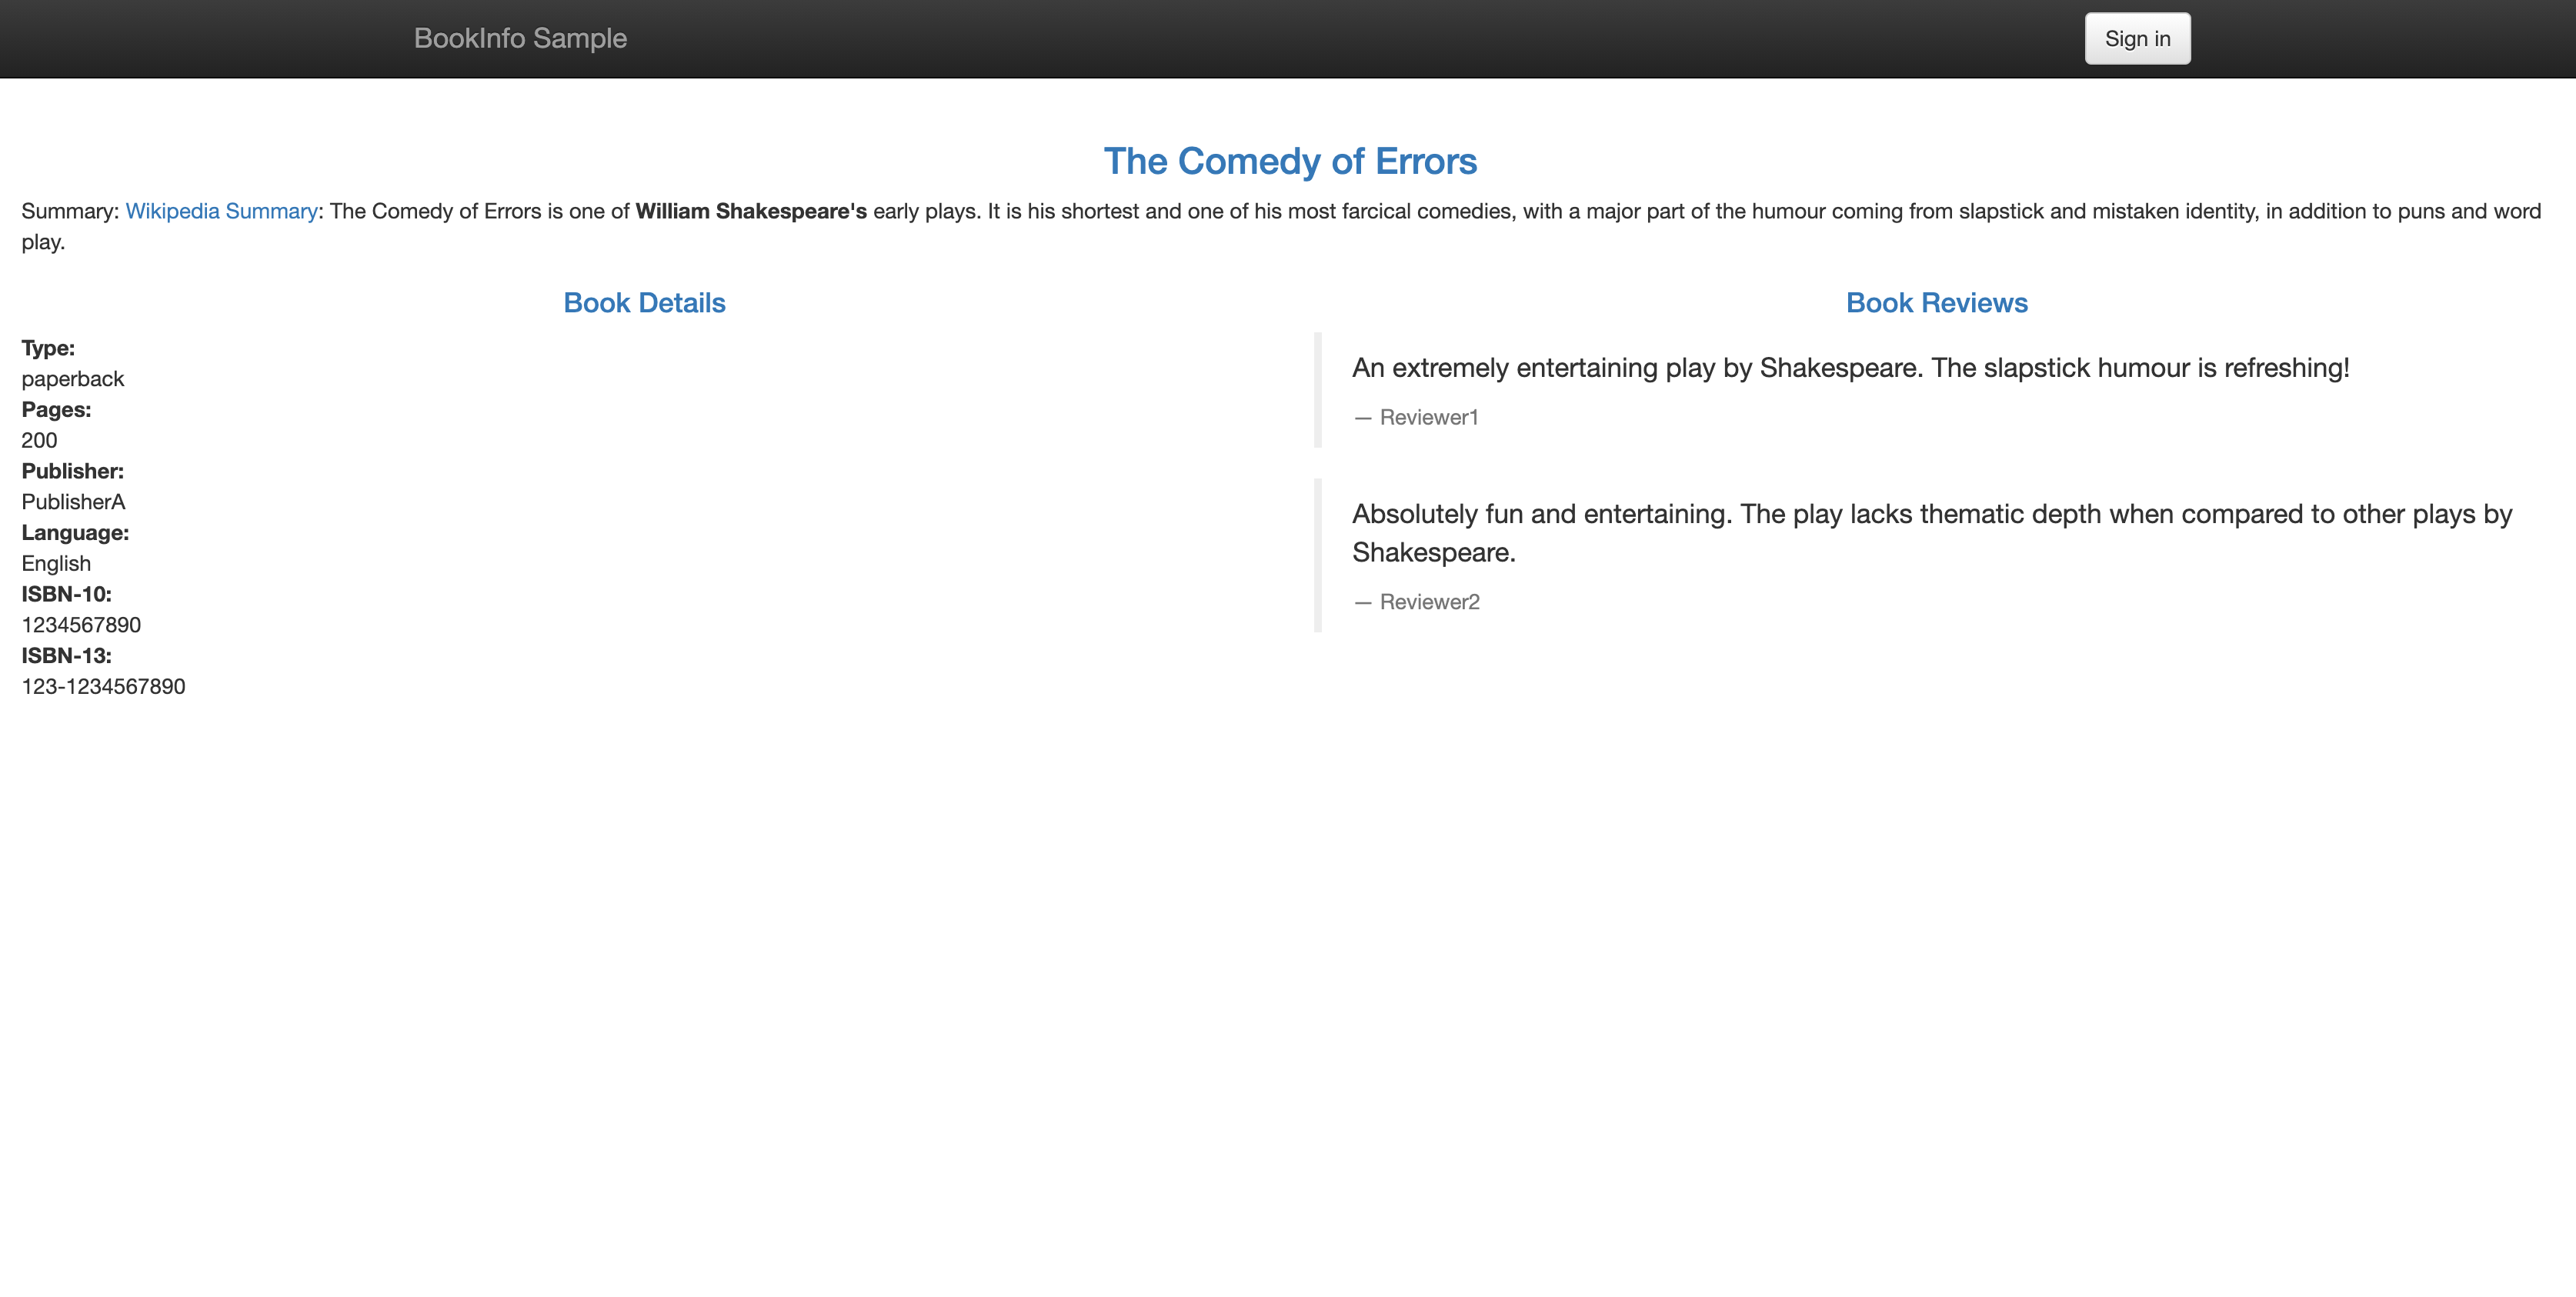 BookInfo Sample
Sign in
The Comedy of Errors
Summary: Wikipedia Summary: The Comedy of Errors is one of William Shakespeare's early plays. It is his shortest and one of his most farcical comedies, with a major part of the humour coming from slapstick and mistaken identity, in addition to puns and word
play.
Book Details
Type:
paperback
Pages:
200
Publisher:
PublisherA
Language:
English
ISBN-10:
1234567890
ISBN-13:
123-1234567890
Book Reviews
An extremely entertaining play by Shakespeare. The slapstick humour is refreshing!
— Reviewer1
Absolutely fun and entertaining. The play lacks thematic depth when compared to other plays by
Shakespeare.
— Reviewer2